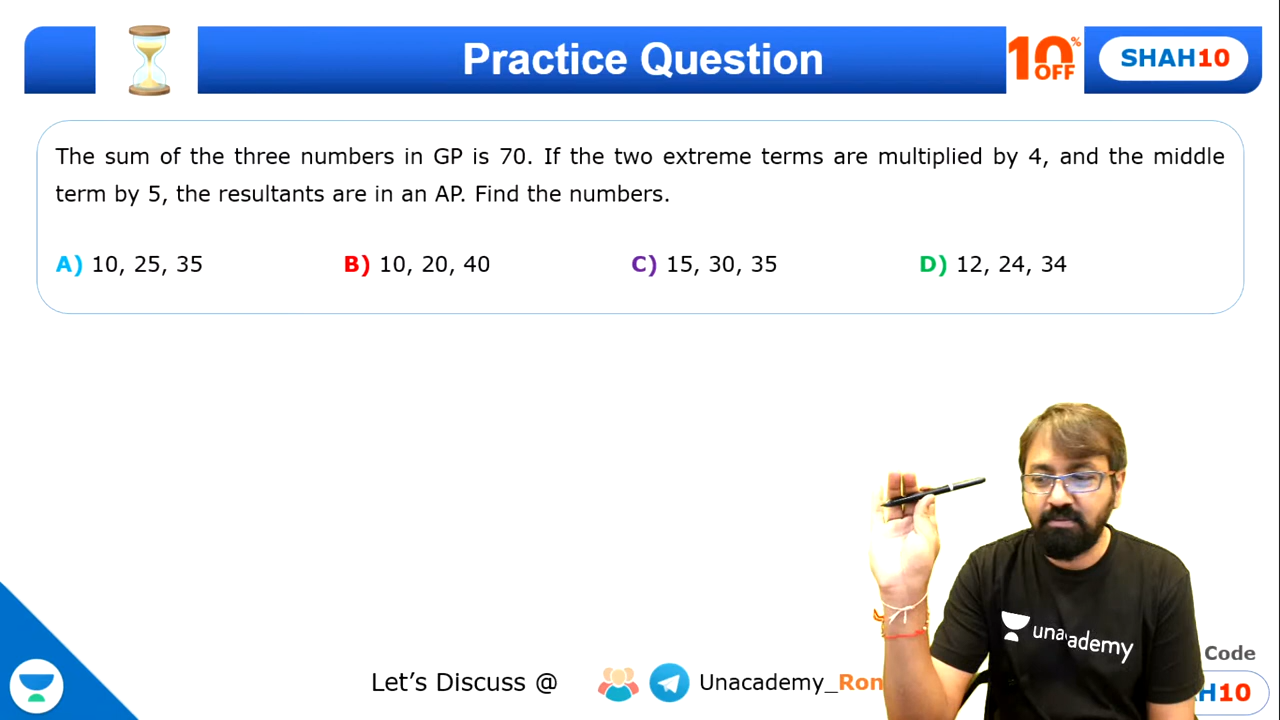 Practice Question
10% OFF
SHAH10
The sum of the three numbers in GP is 70. If the two extreme terms are multiplied by 4, and the middle
term by 5, the resultants are in an AP. Find the numbers.
A) 10, 25, 35 B) 10, 20, 40 C) 15, 30, 35 D) 12, 24, 34
unacademy
Code
Let's Discuss @ Unacademy_Ron
H10